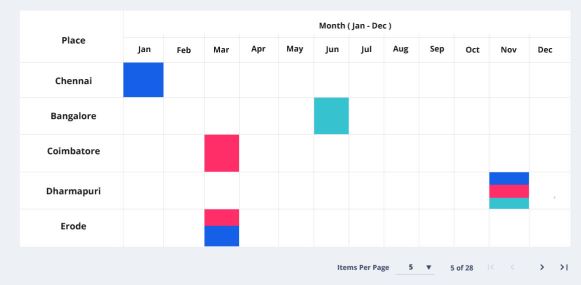 Place
Month ( Jan - Dec )
Jan Feb Mar Apr May Jun Jul Aug Sep Oct Nov Dec
Chennai
Bangalore
Coimbatore
Dharmapuri
Erode
Items Per Page 5 5 of 28